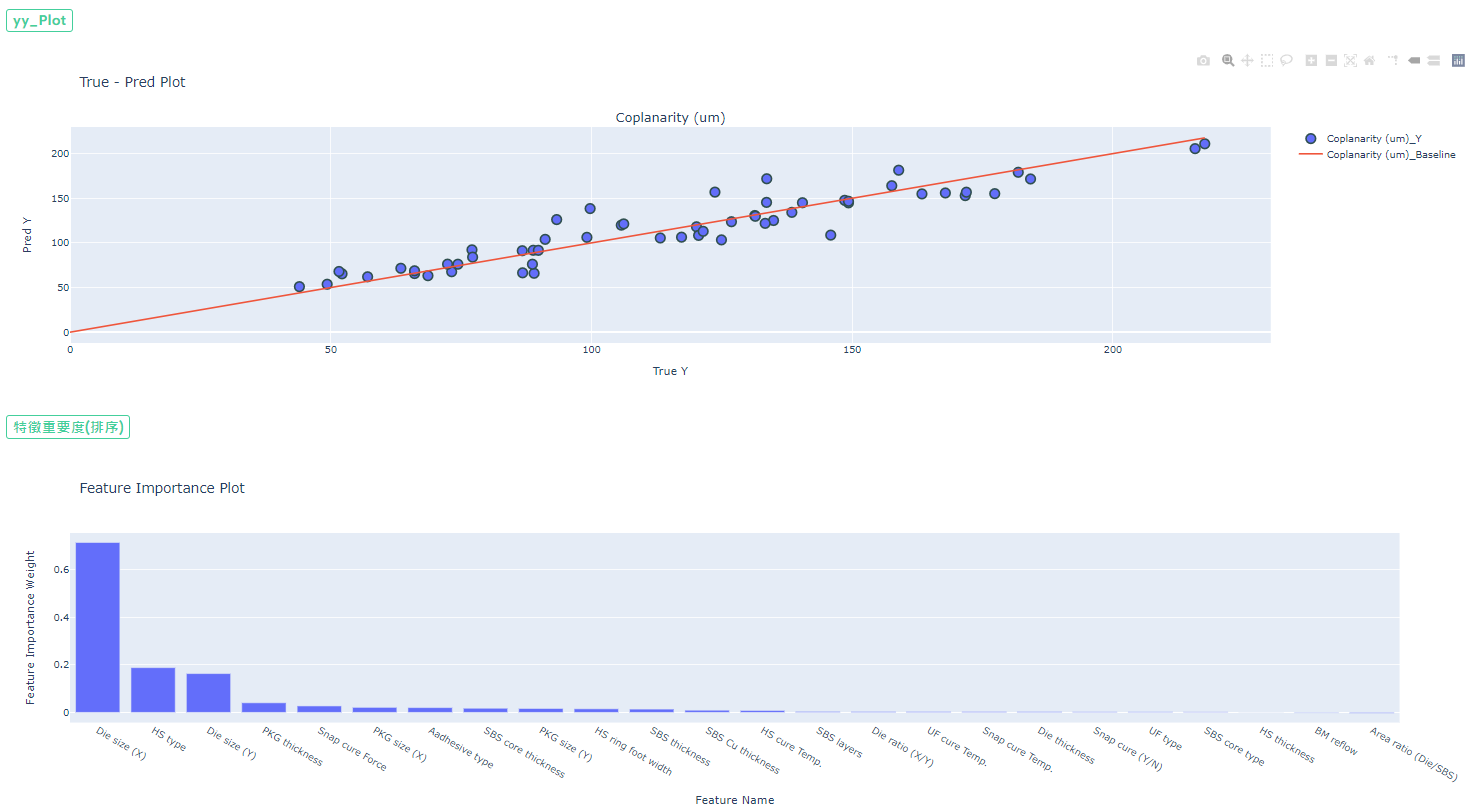 yy_Plot
True - Pred Plot
Coplanarity (um)
Coplanarity (um)_Y
Coplanarity (um)_Baseline
Pred Y
200
150
100
50
0
0
50
100
150
200
True Y
特徵重要度(排序)
Feature Importance Plot
Feature Importance Weight
0.6
0.4
0.2
0
Die size (X)
HS type
Die size (Y)
PKG thickness
Snap cure Force
PKG size (X)
Aadhesive type
SBS core thickness
PKG size (Y)
HS ring foot width
SBS thickness
SBS Cu thickness
HS cure Temp.
SBS layers
Die ratio (X/Y)
UF cure Temp.
Snap cure Temp.
Die thickness
Snap cure (Y/N)
UF type
SBS core type
HS thickness
BM reflow
Area ratio (Die/SBS)
Feature Name